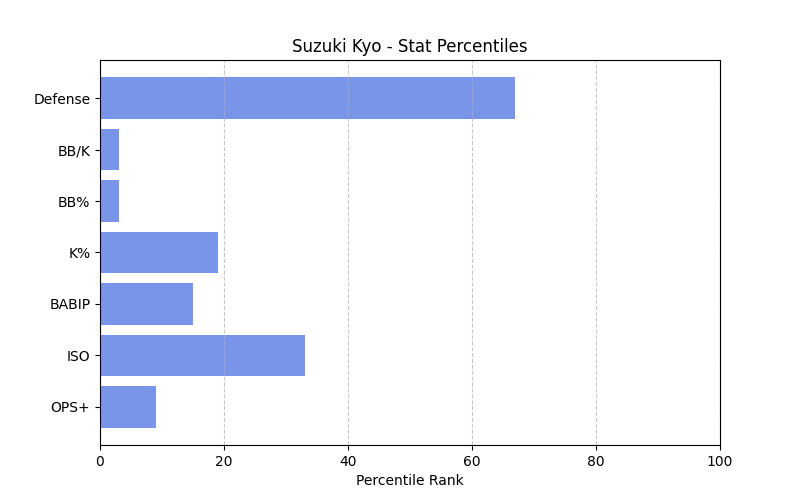 Suzuki Kyo - Stat Percentiles
Defense
BB/K
BB%
K%
BABIP
ISO
OPS+
0 20 40 60 80 100
Percentile Rank